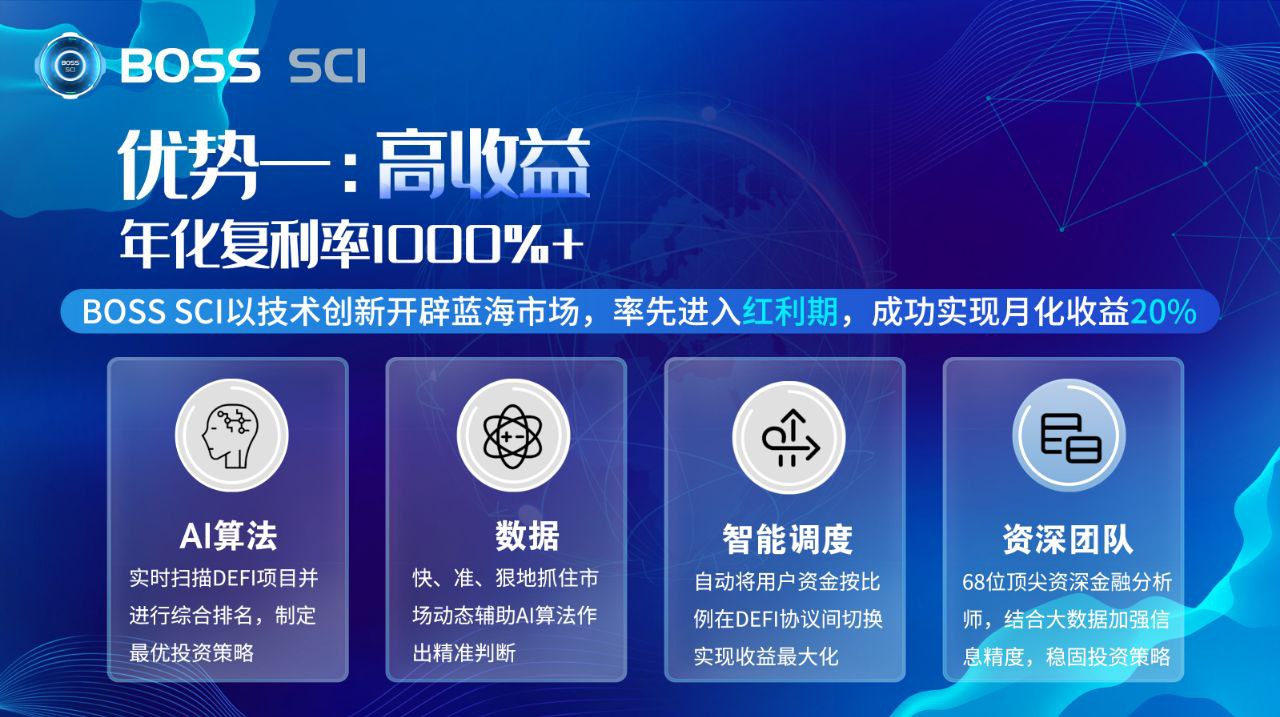 BOSS SCI
BOSS SCI
优势一:高收益
年化复利率1000%+
BOSS SCI以技术创新开辟蓝海市场，率先进入红利期，成功实现月化收益20%
AI算法
实时扫描DEFI项目并
进行综合排名，制定
最优投资策略
数据
快、准、狠地抓住市
场动态辅助AI算法作
出精准判断
智能调度
自动将用户资金按比
例在DEFI协议间切换
实现收益最大化
资深团队
68位顶尖资深金融分析
师，结合大数据加强信
息精度，稳固投资策略